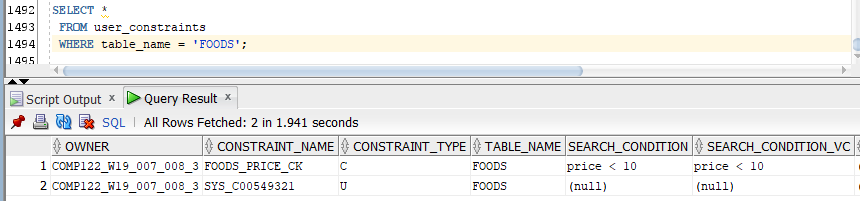 1492 SELECT *
1493 FROM user_constraints
1494 WHERE table_name = 'FOODS';
1495
Script Output x Query Result x
SQL | All Rows Fetched: 2 in 1.941 seconds
OWNER CONSTRAINT_NAME CONSTRAINT_TYPE TABLE_NAME SEARCH_CONDITION SEARCH_CONDITION_VC
1 COMP122_W19_007_008_3 FOODS_PRICE_CK C FOODS price < 10 price < 10
2 COMP122_W19_007_008_3 SYS_C00549321 U FOODS (null) (null)